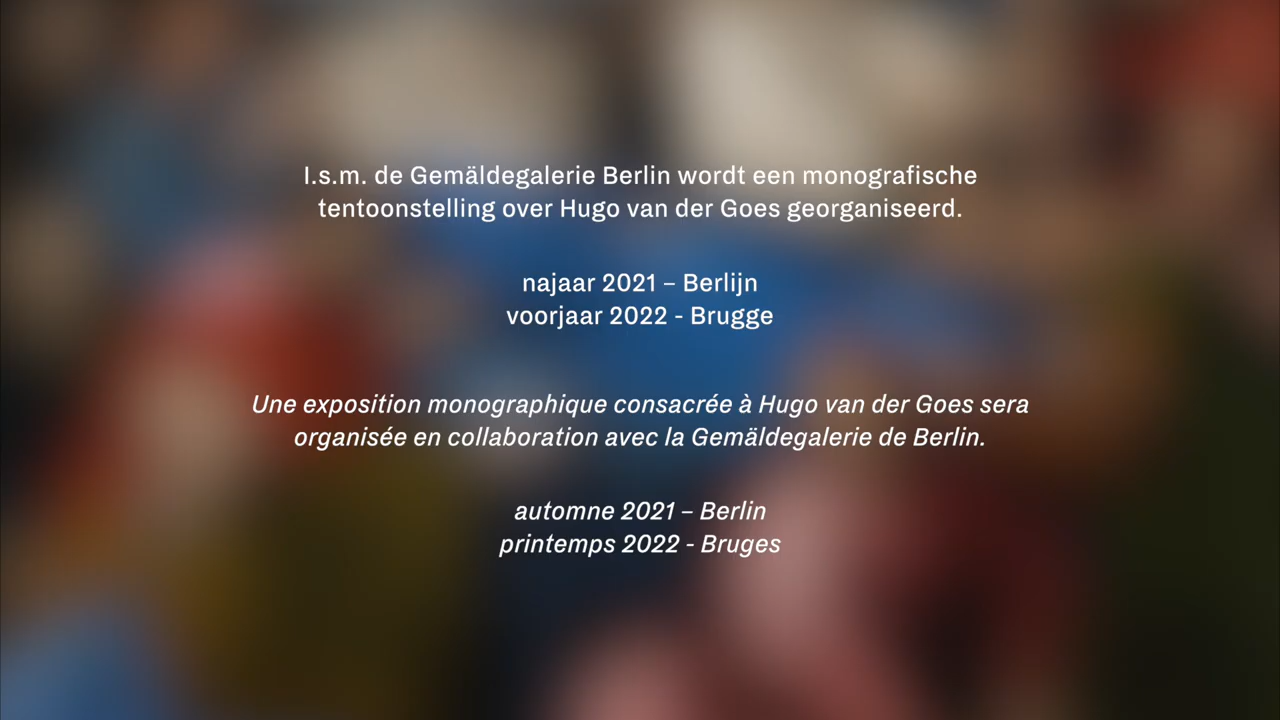 I.s.m. de Gemäldegalerie Berlin wordt een monografische
tentoonstelling over Hugo van der Goes georganiseerd.
najaar 2021 – Berlijn
voorjaar 2022 - Brugge
Une exposition monographique consacrée à Hugo van der Goes sera
organisée en collaboration avec la Gemäldegalerie de Berlin.
automne 2021 – Berlin
printemps 2022 - Bruges